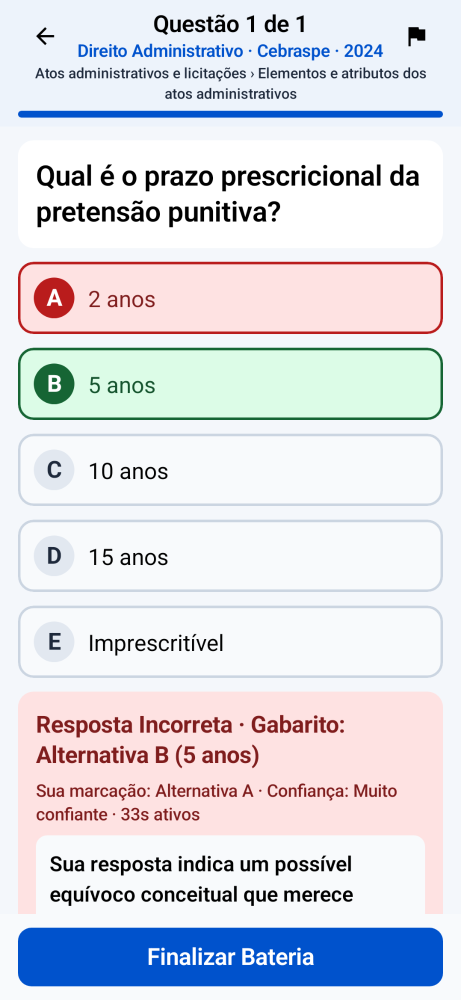 Questão 1 de 1
Direito Administrativo · Cebraspe · 2024
Atos administrativos e licitações › Elementos e atributos dos
atos administrativos
Qual é o prazo prescricional da
pretensão punitiva?
A 2 anos
B 5 anos
C 10 anos
D 15 anos
E Imprescritível
Resposta Incorreta · Gabarito:
Alternativa B (5 anos)
Sua marcação: Alternativa A · Confiança: Muito
confiante · 33s ativos
Sua resposta indica um possível
equívoco conceitual que merece
Finalizar Bateria